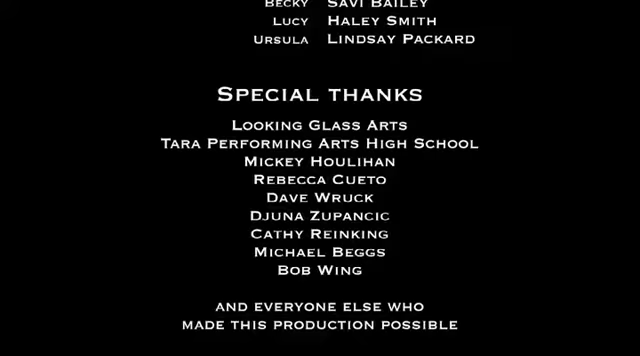 BECKY SAVI BAILEY
LUCY HALEY SMITH
URSULA LINDSAY PACKARD
SPECIAL THANKS
LOOKING GLASS ARTS
TARA PERFORMING ARTS HIGH SCHOOL
MICKEY HOULIHAN
REBECCA CUETO
DAVE WRUCK
DJUNA ZUPANCIC
CATHY REINKING
MICHAEL BEGGS
BOB WING
AND EVERYONE ELSE WHO
MADE THIS PRODUCTION POSSIBLE